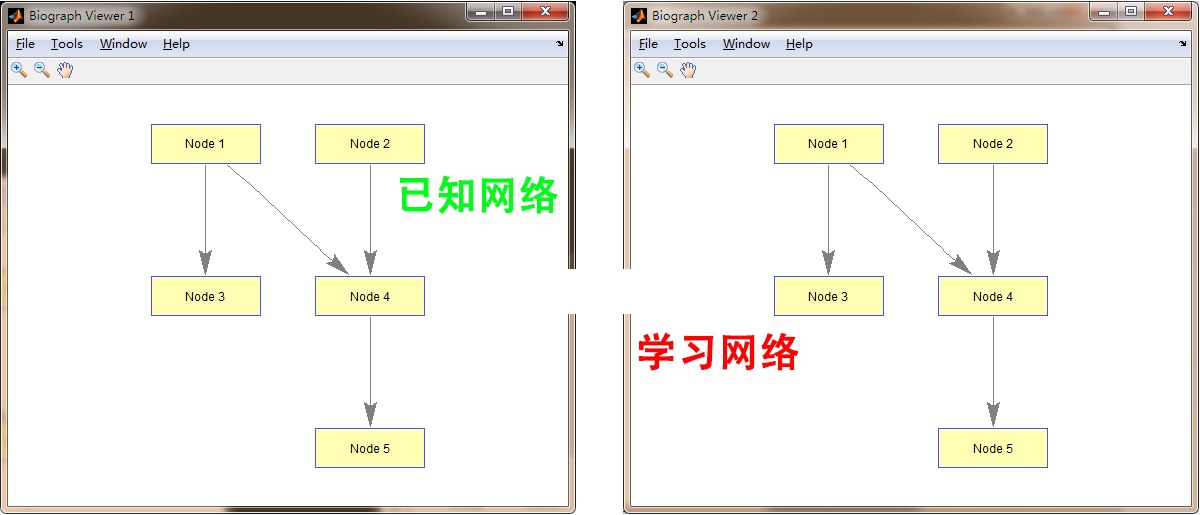 Biograph Viewer 1
File Tools Window Help
Node 1 Node 2
已知网络
Node 3 Node 4
Node 5
Biograph Viewer 2
File Tools Window Help
Node 1 Node 2
Node 3 Node 4
学习网络
Node 5